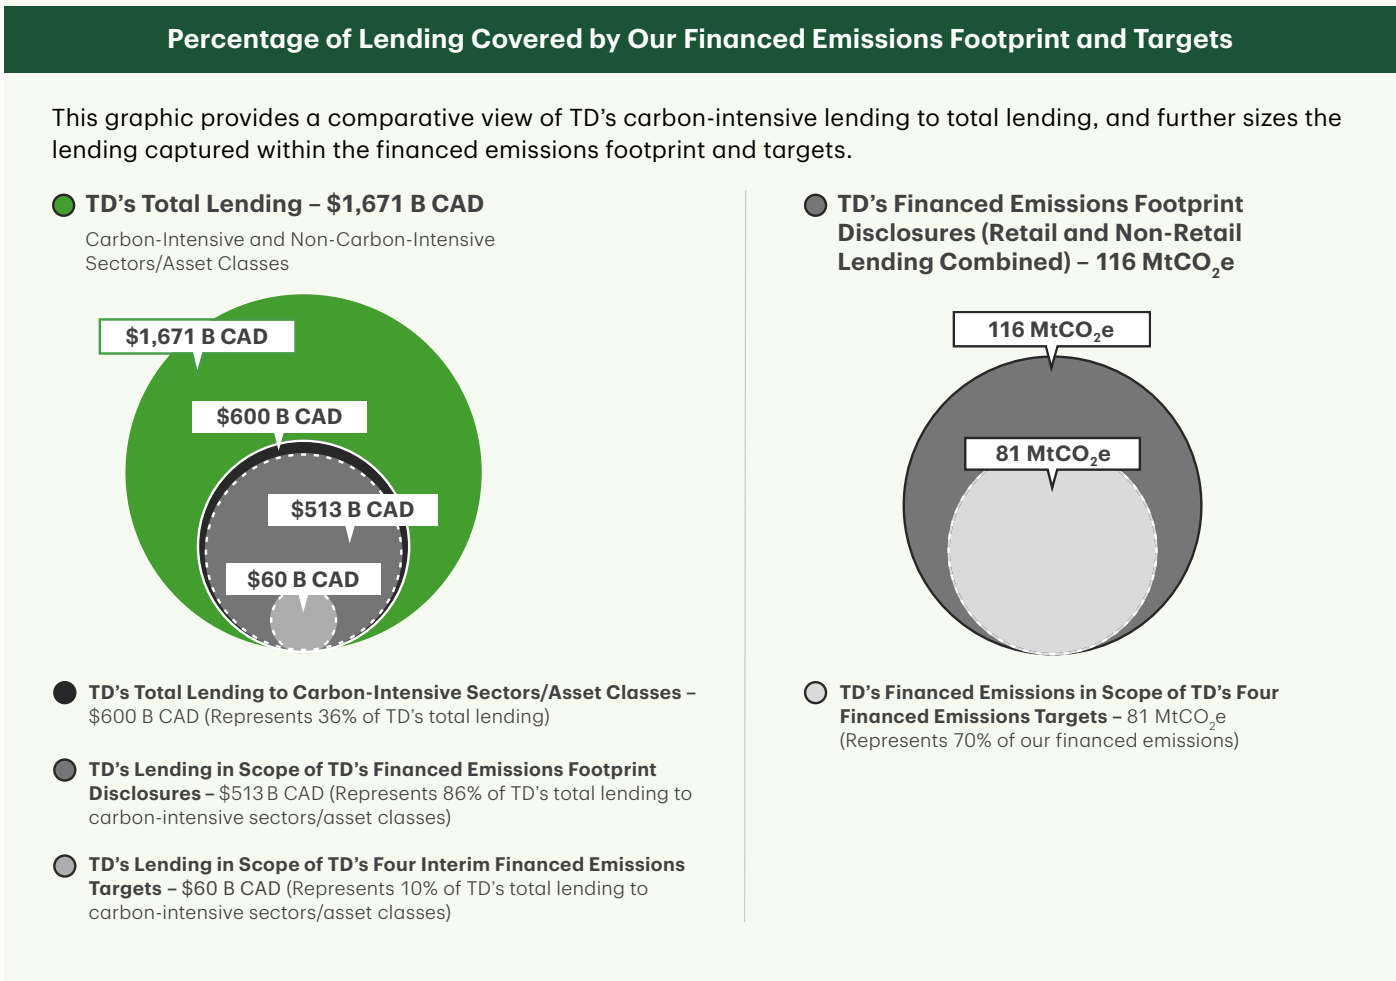 Percentage of Lending Covered by Our Financed Emissions Footprint and Targets
This graphic provides a comparative view of TD’s carbon-intensive lending to total lending, and further sizes the
lending captured within the financed emissions footprint and targets.
TD’s Total Lending – $1,671 B CAD
Carbon-Intensive and Non-Carbon-Intensive
Sectors/Asset Classes
$1,671 B CAD
$600 B CAD
$513 B CAD
$60 B CAD
TD’s Total Lending to Carbon-Intensive Sectors/Asset Classes –
$600 B CAD (Represents 36% of TD’s total lending)
TD’s Lending in Scope of TD’s Financed Emissions Footprint
Disclosures – $513 B CAD (Represents 86% of TD’s total lending to
carbon-intensive sectors/asset classes)
TD’s Lending in Scope of TD’s Four Interim Financed Emissions
Targets – $60 B CAD (Represents 10% of TD’s total lending to
carbon-intensive sectors/asset classes)
TD’s Financed Emissions Footprint
Disclosures (Retail and Non-Retail
Lending Combined) – 116 MtCO₂e
116 MtCO₂e
81 MtCO₂e
TD’s Financed Emissions in Scope of TD’s Four
Financed Emissions Targets – 81 MtCO₂e
(Represents 70% of our financed emissions)